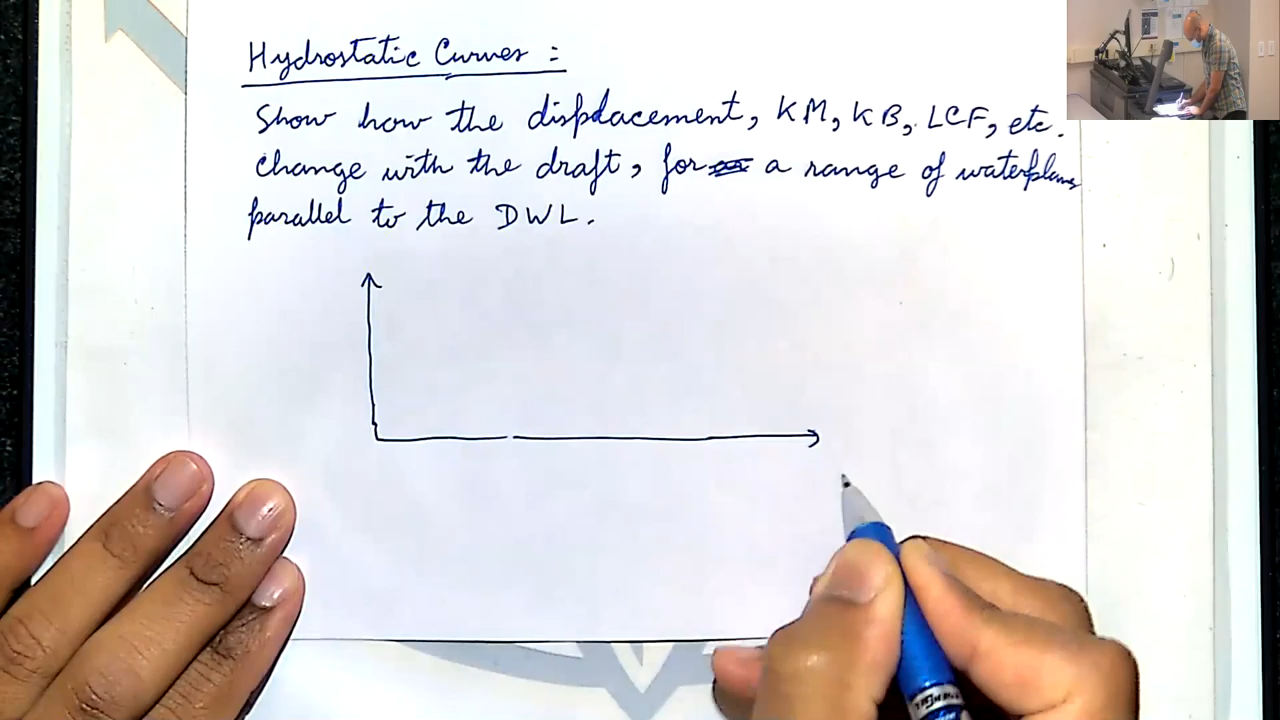 Hydrostatic Curves :
Show how the displacement, KM, KB, LCF, etc.
change with the draft, for a range of waterplanes
parallel to the DWL.